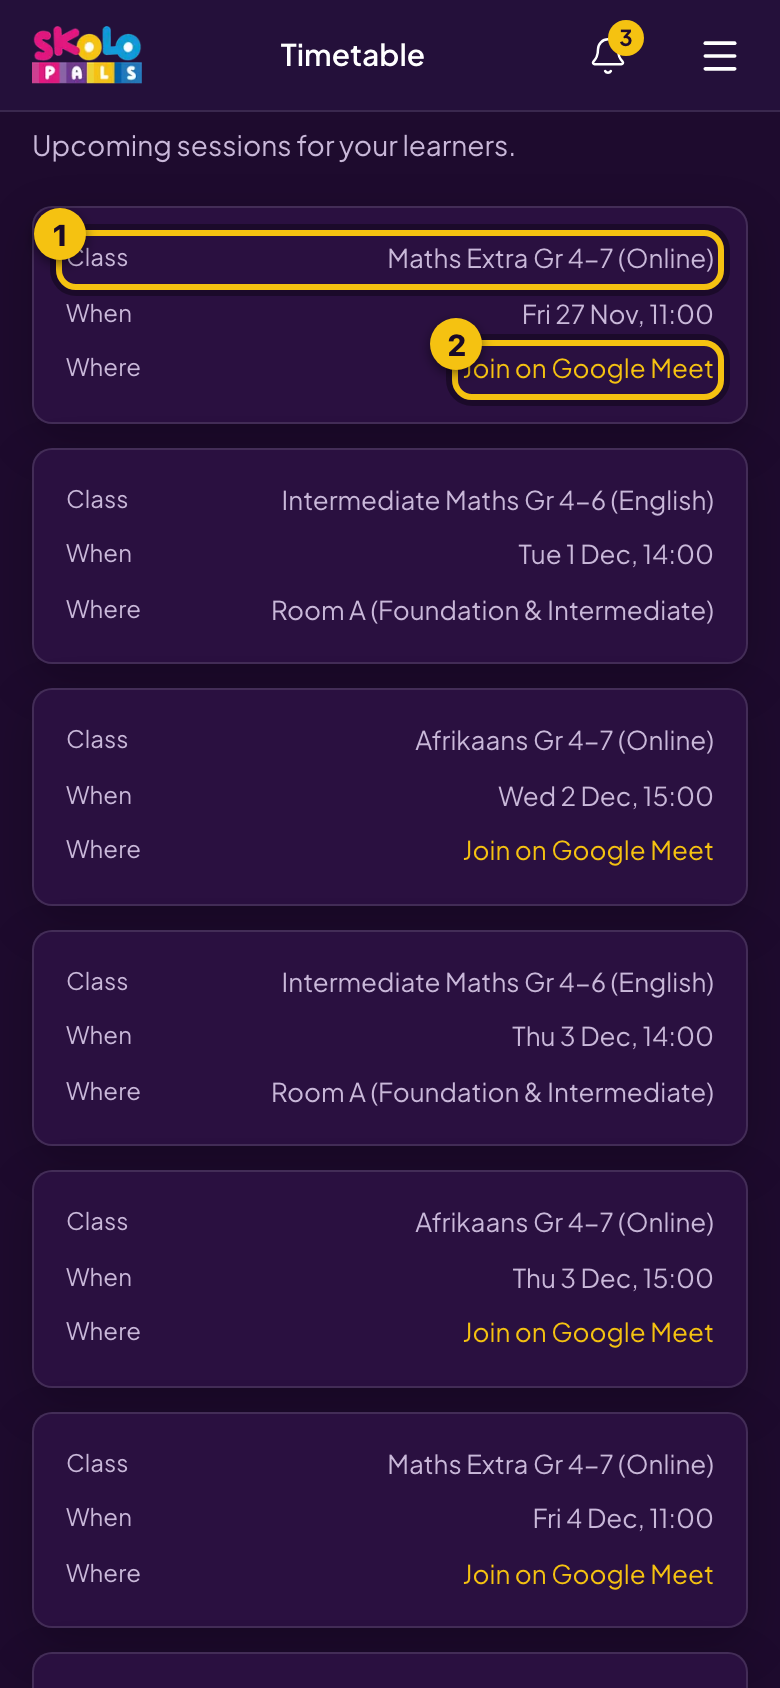 SKOLO
PALS
Timetable
3
Upcoming sessions for your learners.
1
Class Maths Extra Gr 4–7 (Online)
When Fri 27 Nov, 11:00
2
Where Join on Google Meet
Class Intermediate Maths Gr 4–6 (English)
When Tue 1 Dec, 14:00
Where Room A (Foundation & Intermediate)
Class Afrikaans Gr 4–7 (Online)
When Wed 2 Dec, 15:00
Where Join on Google Meet
Class Intermediate Maths Gr 4–6 (English)
When Thu 3 Dec, 14:00
Where Room A (Foundation & Intermediate)
Class Afrikaans Gr 4–7 (Online)
When Thu 3 Dec, 15:00
Where Join on Google Meet
Class Maths Extra Gr 4–7 (Online)
When Fri 4 Dec, 11:00
Where Join on Google Meet